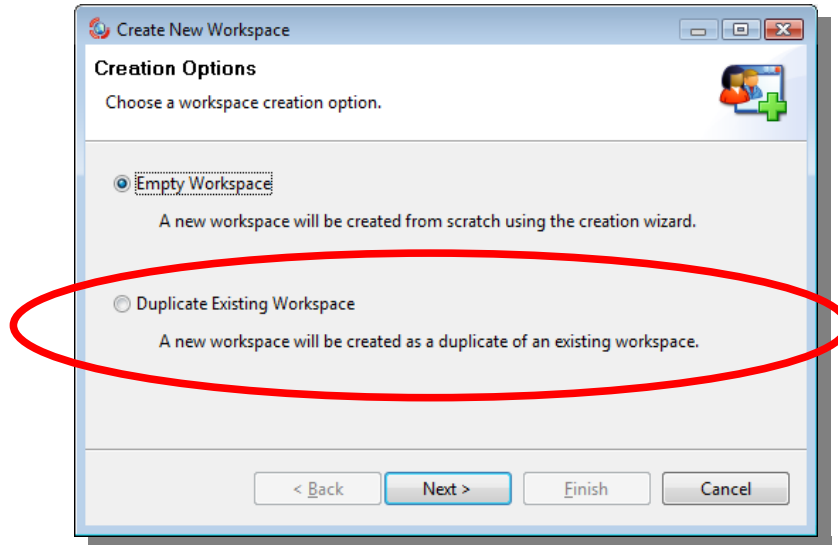 Create New Workspace
Creation Options
Choose a workspace creation option.
Empty Workspace
A new workspace will be created from scratch using the creation wizard.
Duplicate Existing Workspace
A new workspace will be created as a duplicate of an existing workspace.
< Back Next > Finish Cancel